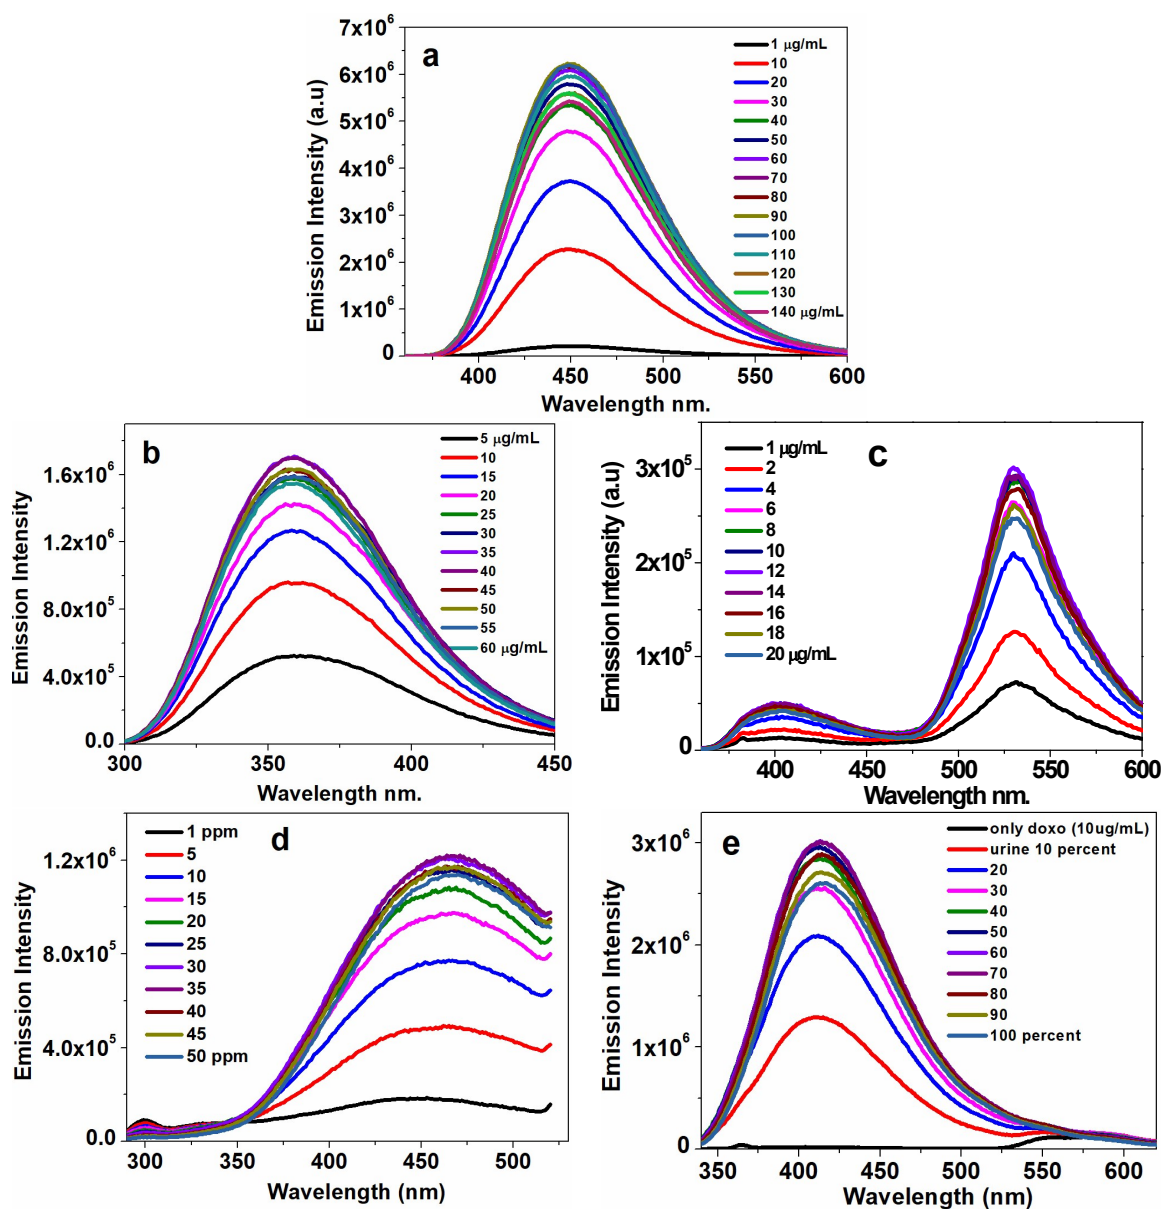 a
7x10⁶
6x10⁶
5x10⁶
4x10⁶
3x10⁶
2x10⁶
1x10⁶
0
Emission Intensity (a.u)
400 450 500 550 600
Wavelength nm.
1 µg/mL
10
20
30
40
50
60
70
80
90
100
110
120
130
140 µg/mL
b
1.6x10⁶
1.2x10⁶
8.0x10⁵
4.0x10⁵
0.0
Emission Intensity
300 350 400 450
Wavelength nm.
5 µg/mL
10
15
20
25
30
35
40
45
50
55
60 µg/mL
c
3x10⁵
2x10⁵
1x10⁵
0
Emission Intensity (a.u)
400 450 500 550 600
Wavelength nm.
1 µg/mL
2
4
6
8
10
12
14
16
18
20 µg/mL
d
1.2x10⁶
8.0x10⁵
4.0x10⁵
0.0
Emission Intensity
300 350 400 450 500
Wavelength (nm)
1 ppm
5
10
15
20
25
30
35
40
45
50 ppm
e
3x10⁶
2x10⁶
1x10⁶
0
Emission Intensity
350 400 450 500 550 600
Wavelength (nm)
only doxo (10ug/mL)
urine 10 percent
20
30
40
50
60
70
80
90
100 percent